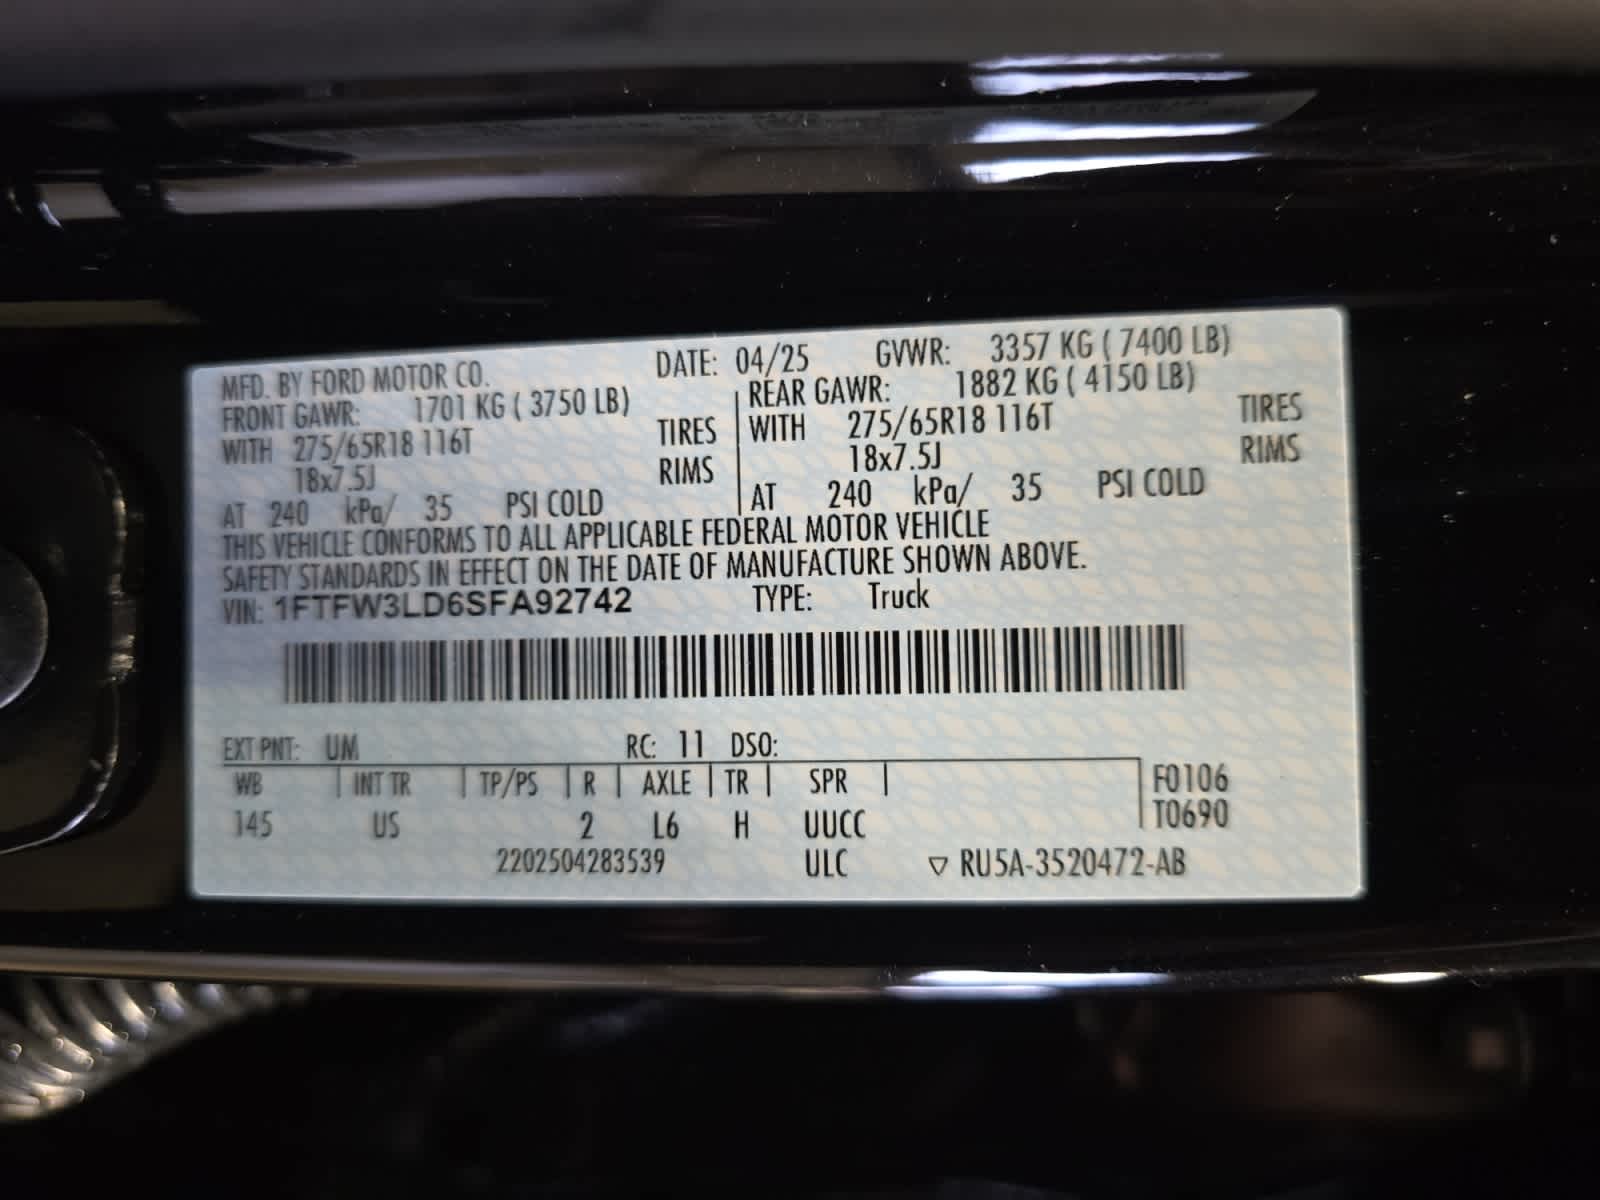 MFD. BY FORD MOTOR CO. DATE: 04/25 GVWR: 3357 KG ( 7400 LB)
FRONT GAWR: 1701 KG ( 3750 LB) REAR GAWR: 1882 KG ( 4150 LB)
WITH 275/65R18 116T TIRES WITH 275/65R18 116T TIRES
18x7.5J RIMS 18x7.5J RIMS
AT 240 kPa/ 35 PSI COLD AT 240 kPa/ 35 PSI COLD
THIS VEHICLE CONFORMS TO ALL APPLICABLE FEDERAL MOTOR VEHICLE
SAFETY STANDARDS IN EFFECT ON THE DATE OF MANUFACTURE SHOWN ABOVE.
VIN: 1FTFW3LD6SFA92742 TYPE: Truck
EXT PNT: UM RC: 11 DSO:
WB INT TR TP/PS R AXLE TR SPR F0106
145 US 2 L6 H UUCC T0690
2202504283539 ULC ▽ RU5A-3520472-AB